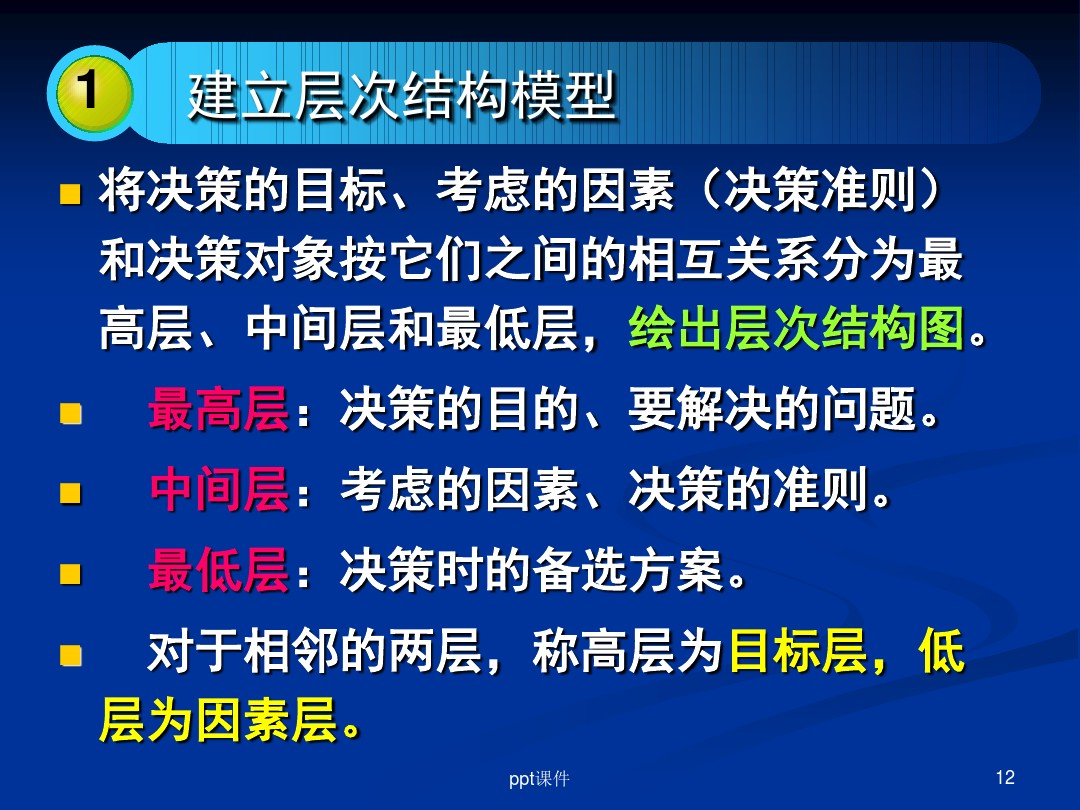 1
建立层次结构模型
将决策的目标、考虑的因素（决策准则）
和决策对象按它们之间的相互关系分为最
高层、中间层和最低层，绘出层次结构图。
最高层：决策的目的、要解决的问题。
中间层：考虑的因素、决策的准则。
最低层：决策时的备选方案。
对于相邻的两层，称高层为目标层，低
层为因素层。
ppt课件
12